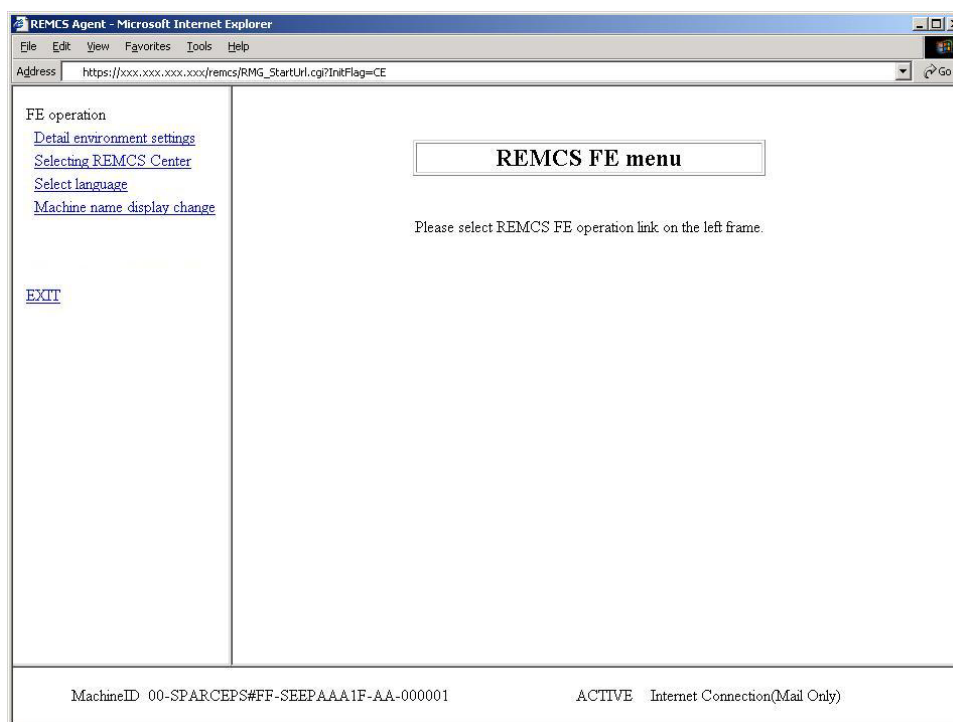 REMCS Agent - Microsoft Internet Explorer
File Edit View Favorites Tools Help
Address https://xxx.xxx.xxx.xxx/remcs/RMG_StartUrl.cgi?InitFlag=CE Go
FE operation
Detail environment settings
Selecting REMCS Center
Select language
Machine name display change
EXIT
REMCS FE menu
Please select REMCS FE operation link on the left frame.
MachineID 00-SPARCEPS#FF-SEEPAAA1F-AA-000001 ACTIVE Internet Connection(Mail Only)